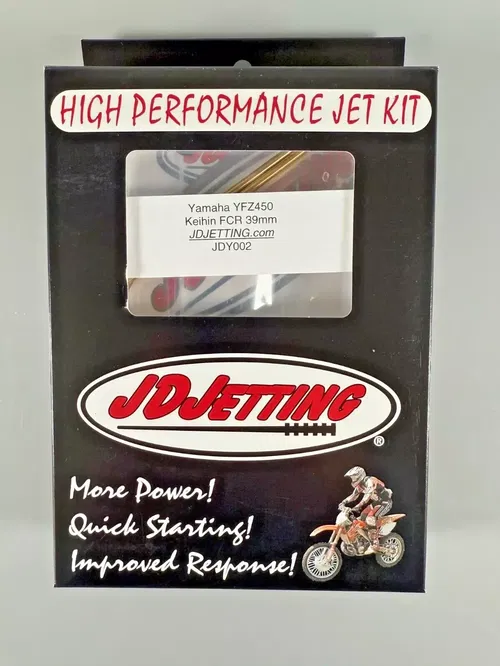 HIGH PERFORMANCE JET KIT
Yamaha YFZ450
Keihin FCR 39mm
JDJETTING.com
JDY002
JDJETTING
®
More Power!
Quick Starting!
Improved Response!